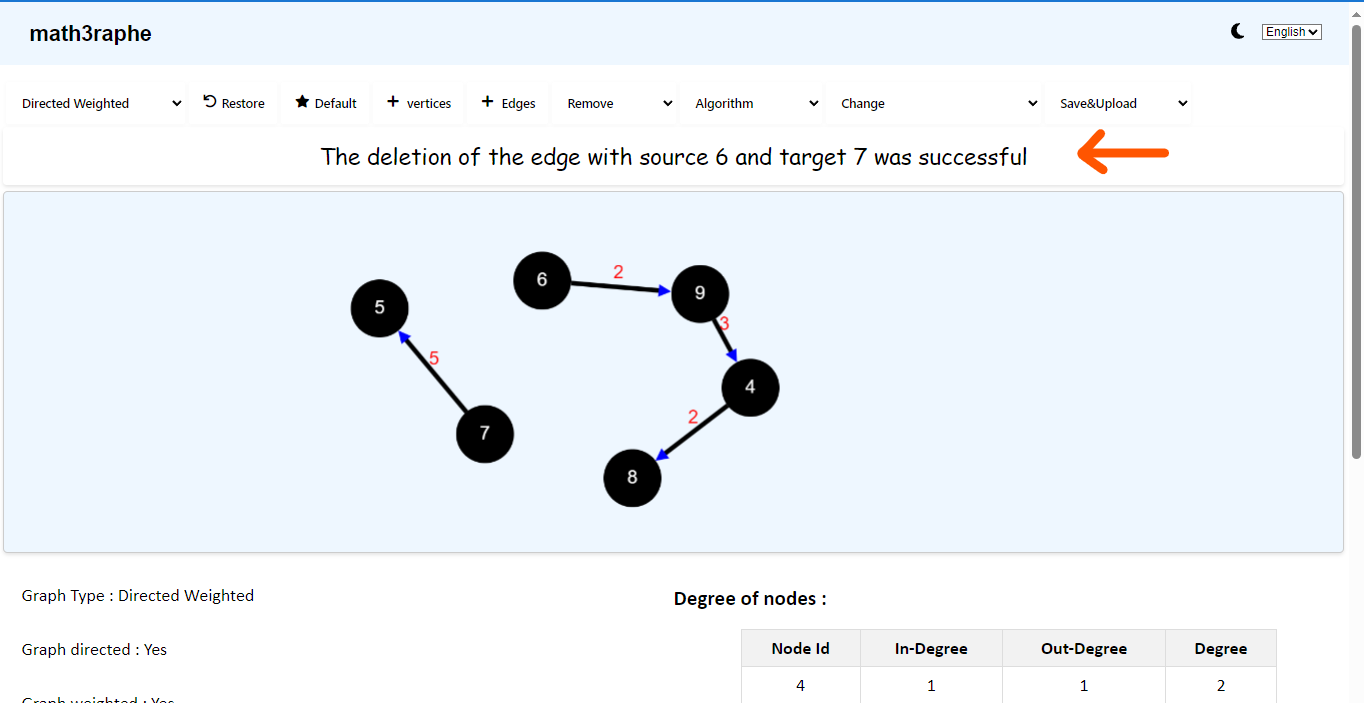 math3raphe
English
Directed Weighted Restore Default + vertices + Edges Remove Algorithm Change Save&Upload
The deletion of the edge with source 6 and target 7 was successful
6
2
9
5
3
5
4
2
7
8
Graph Type : Directed Weighted
Graph directed : Yes
Graph weighted : Yes
Degree of nodes :
Node Id In-Degree Out-Degree Degree
4 1 1 2